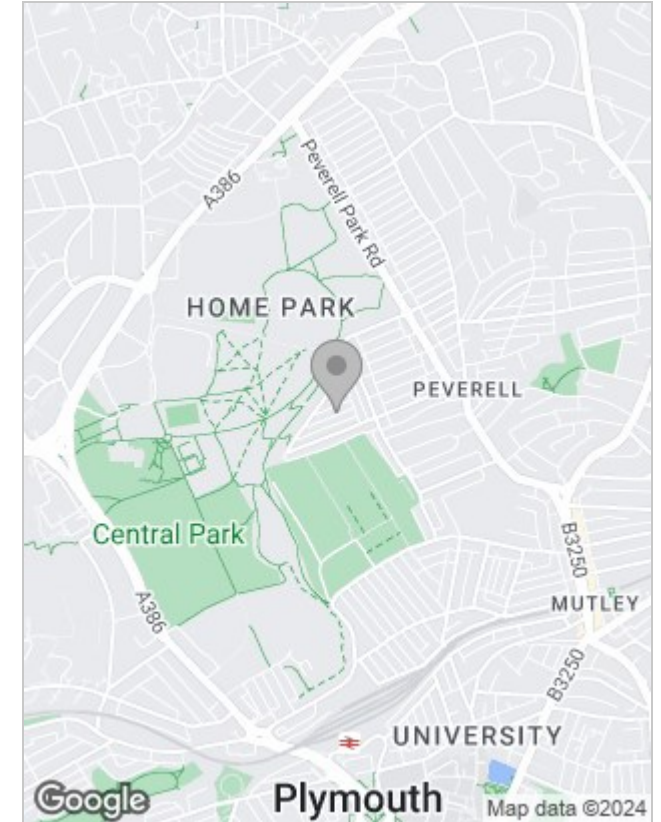 A386
Peverell Park Rd
HOME PARK
PEVERELL
Central Park
B3250
A386
MUTLEY
B3250
UNIVERSITY
Plymouth
Google
Map data ©2024